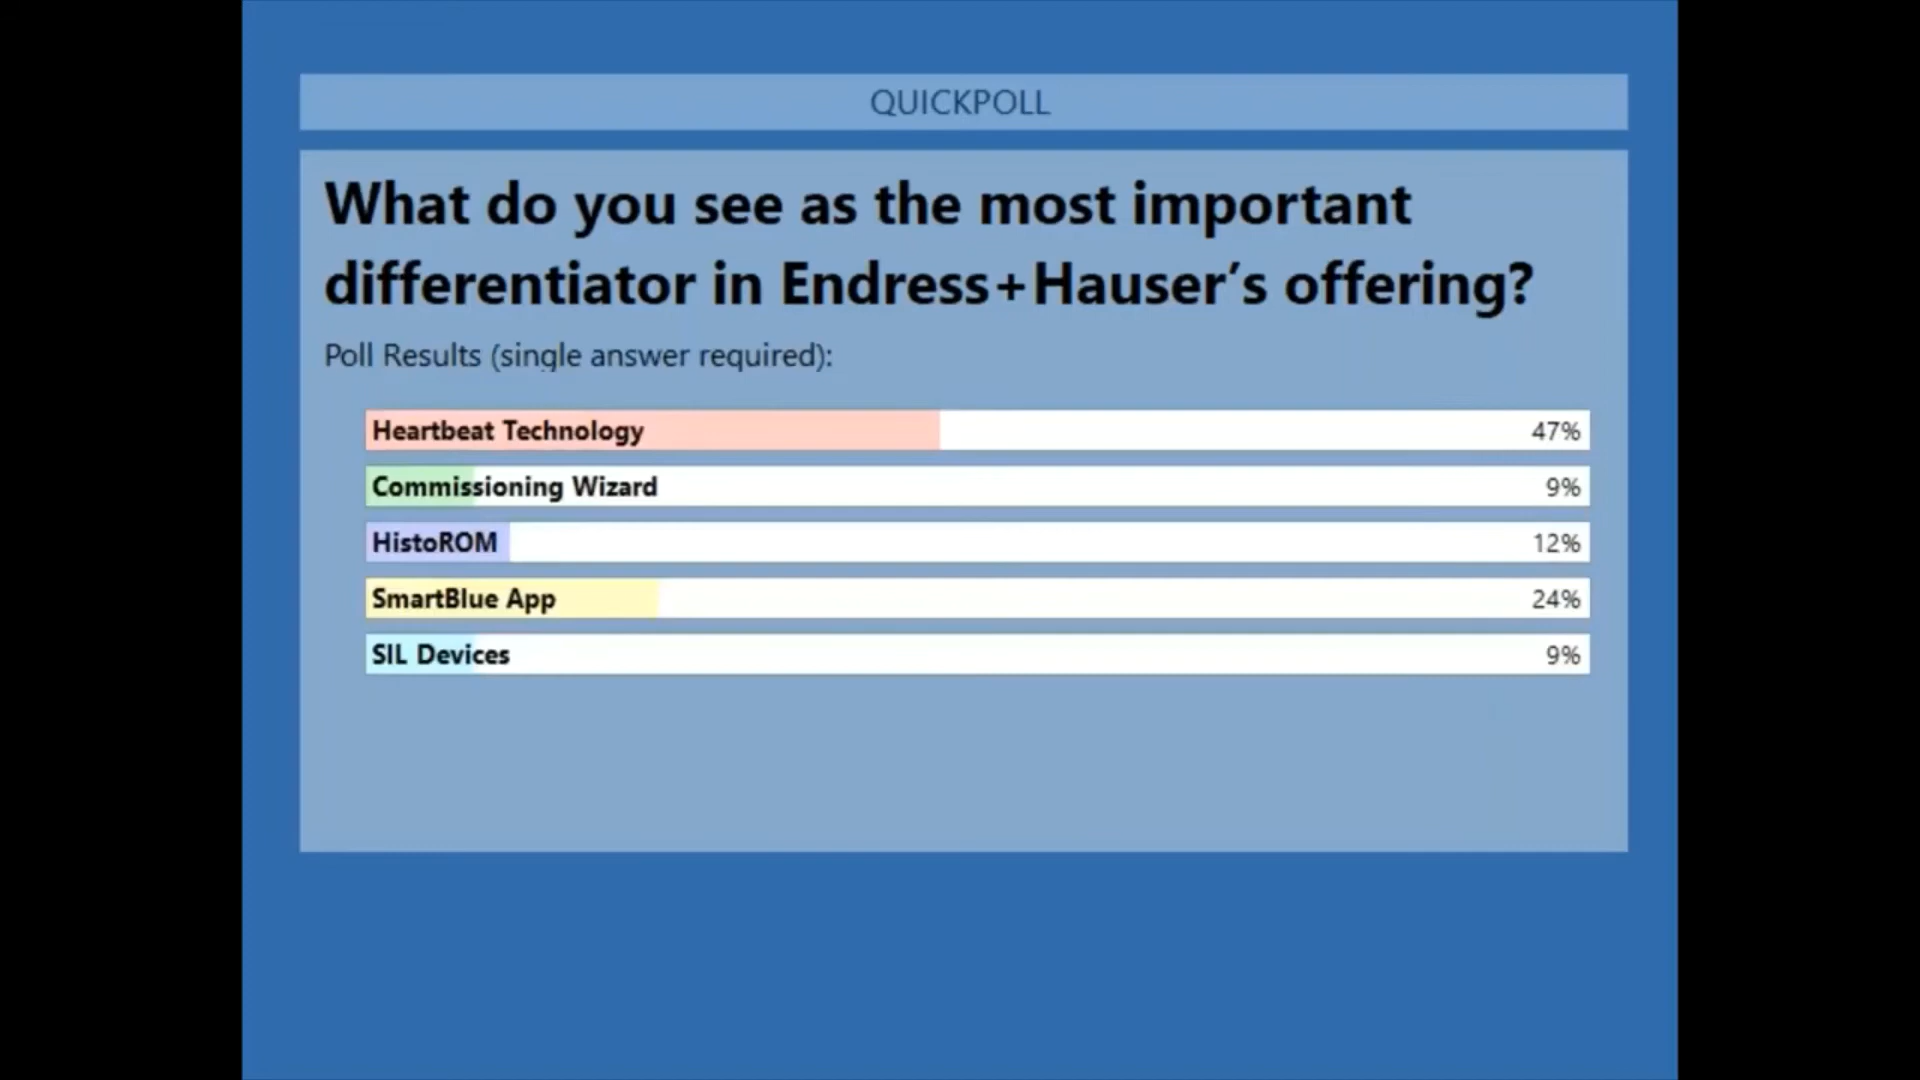 QUICKPOLL
What do you see as the most important
differentiator in Endress+Hauser’s offering?
Poll Results (single answer required):
Heartbeat Technology 47%
Commissioning Wizard 9%
HistoROM 12%
SmartBlue App 24%
SIL Devices 9%